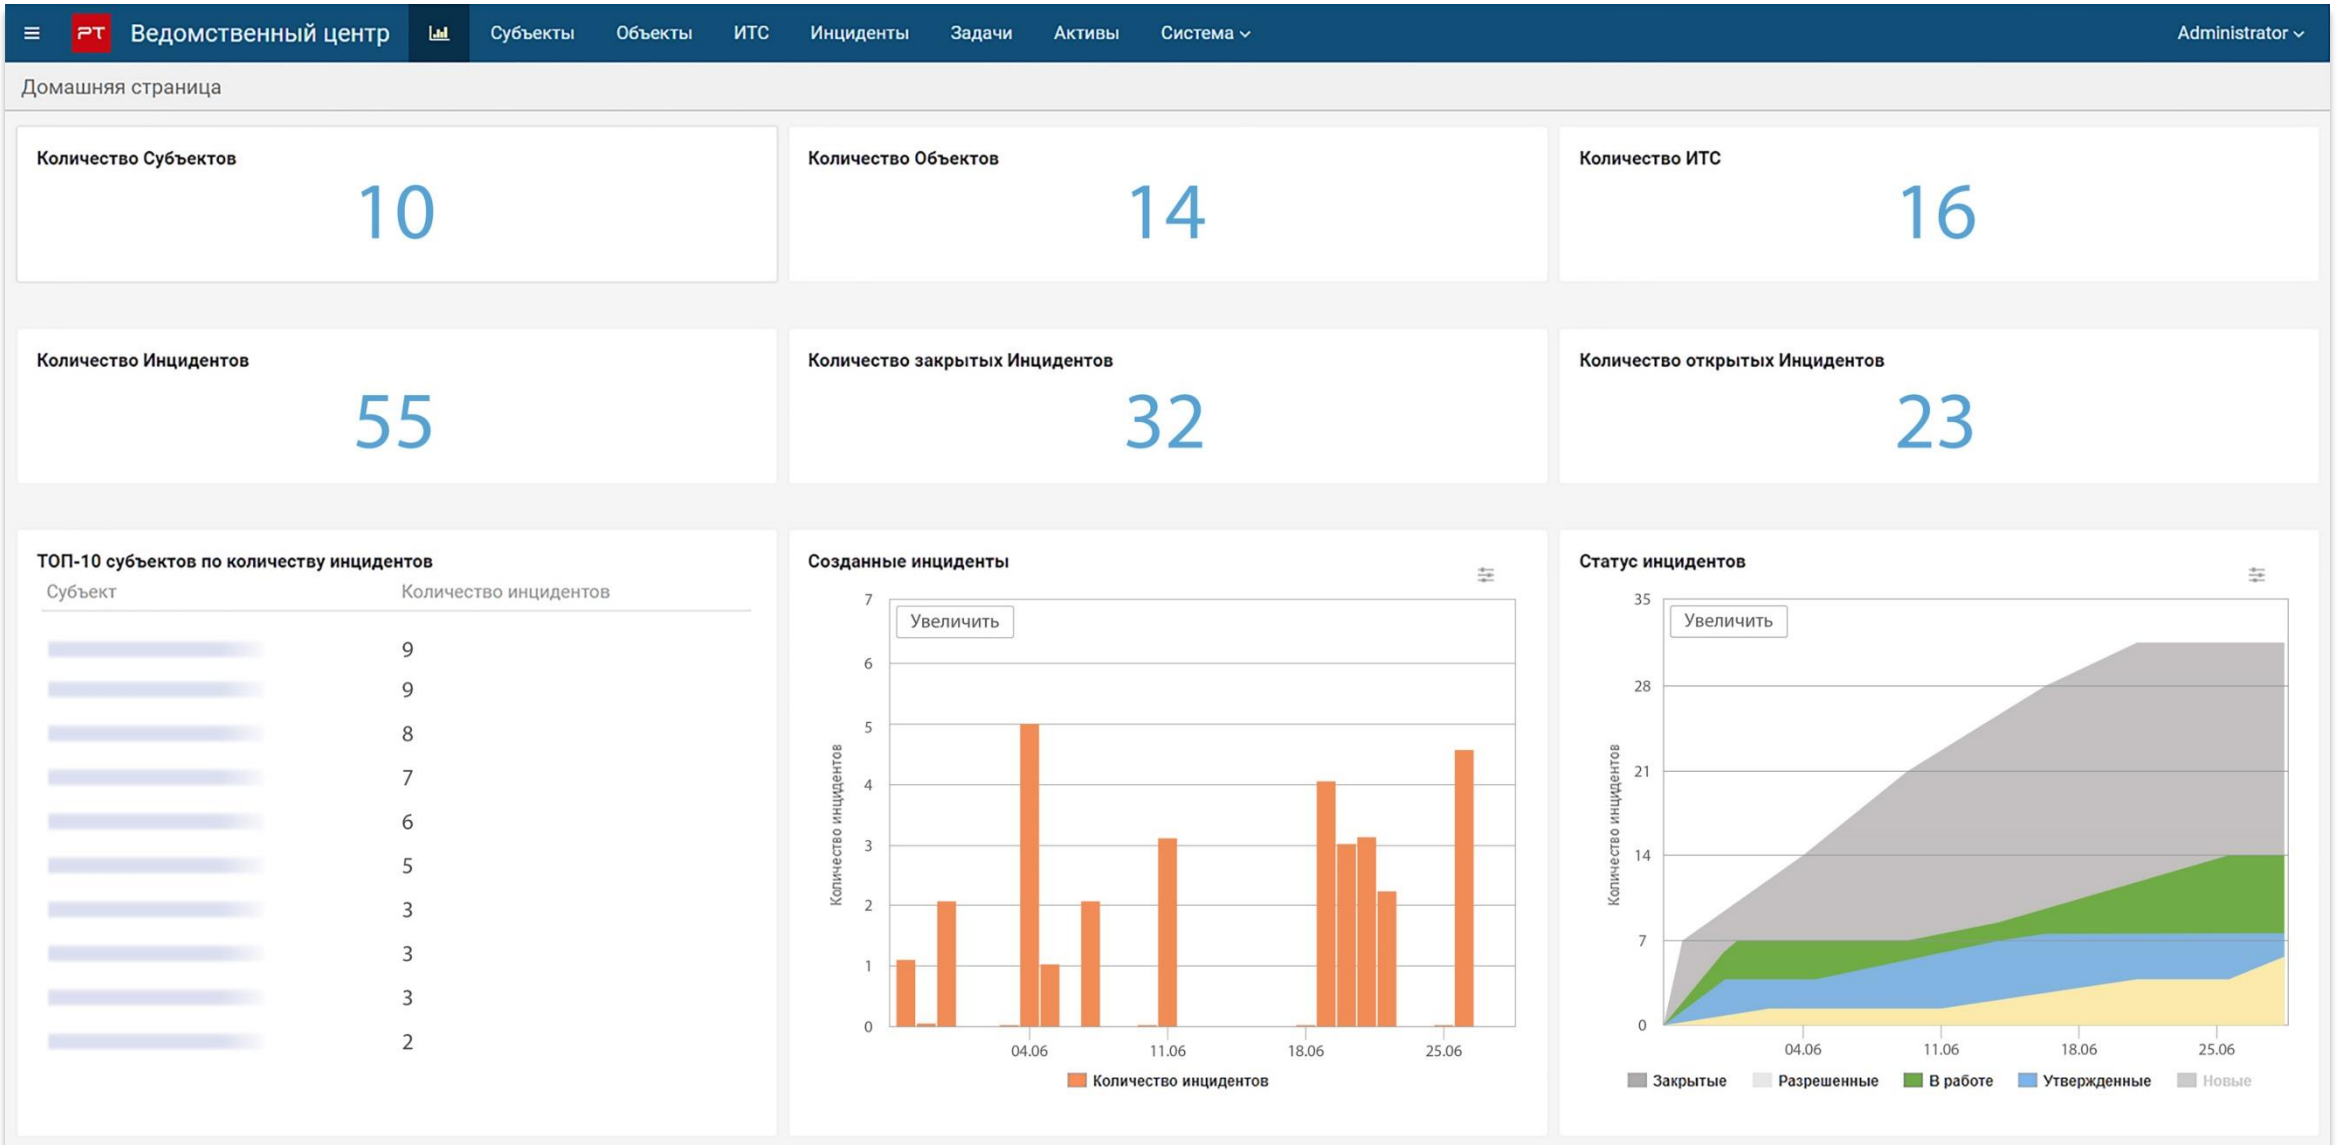 PT Ведомственный центр Субъекты Объекты ИТС Инциденты Задачи Активы Система Administrator
Домашняя страница
Количество Субъектов
10
Количество Объектов
14
Количество ИТС
16
Количество Инцидентов
55
Количество закрытых Инцидентов
32
Количество открытых Инцидентов
23
ТОП-10 субъектов по количеству инцидентов
Субъект Количество инцидентов
9
9
8
7
6
5
3
3
3
2
Созданные инциденты
Увеличить
Количество инцидентов
7
6
5
4
3
2
1
0
04.06 11.06 18.06 25.06
Количество инцидентов
Статус инцидентов
Увеличить
Количество инцидентов
35
28
21
14
7
0
04.06 11.06 18.06 25.06
Закрытые Разрешенные В работе Утвержденные Новые